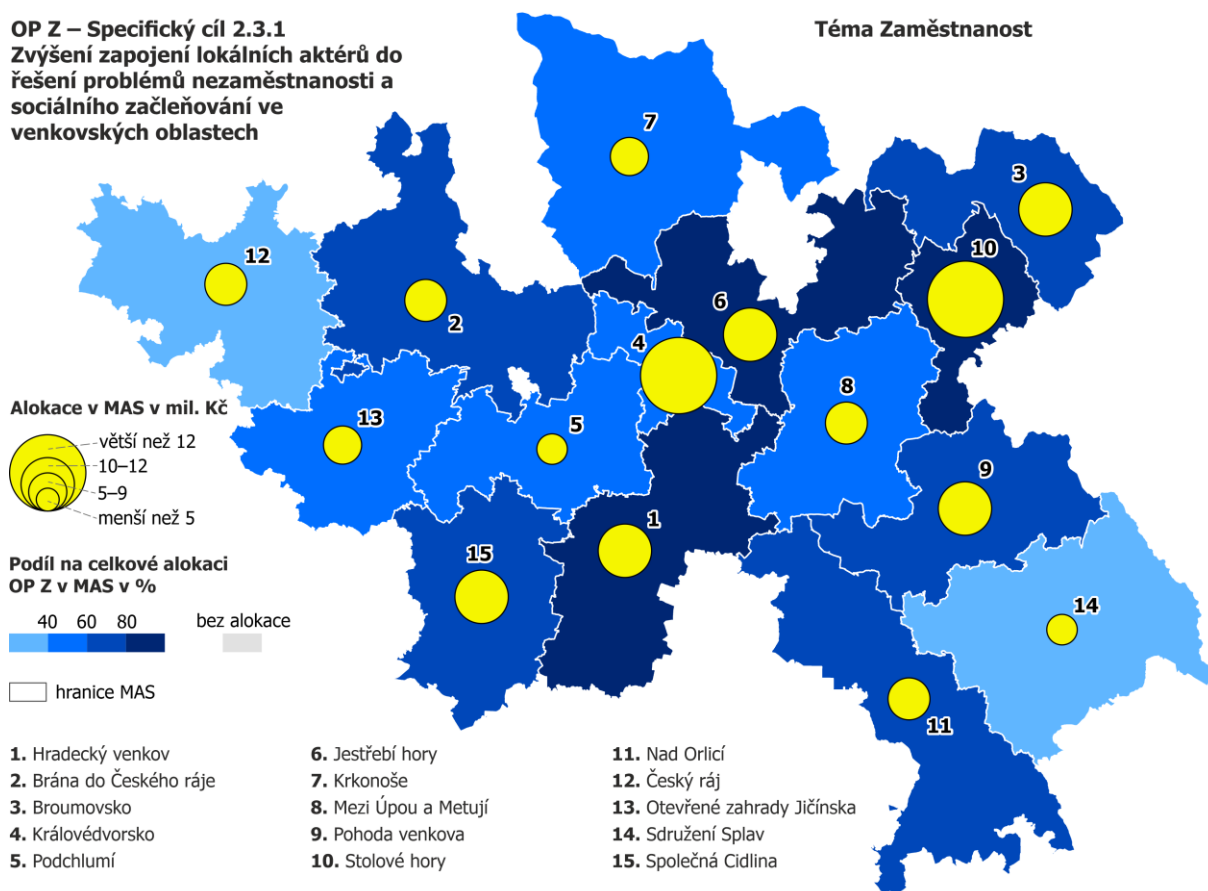 OP Z – Specifický cíl 2.3.1
Zvýšení zapojení lokálních aktérů do
řešení problémů nezaměstnanosti a
sociálního začleňování ve
venkovských oblastech
Téma Zaměstnanost
7
3
12
10
6
2
4
8
13
5
9
1
15
14
11
Alokace v MAS v mil. Kč
větší než 12
10–12
5–9
menší než 5
Podíl na celkové alokaci
OP Z v MAS v %
40 60 80
bez alokace
hranice MAS
1. Hradecký venkov
2. Brána do Českého ráje
3. Broumovsko
4. Královédvorsko
5. Podchlumí
6. Jestřebí hory
7. Krkonoše
8. Mezi Úpou a Metují
9. Pohoda venkova
10. Stolové hory
11. Nad Orlicí
12. Český ráj
13. Otevřené zahrady Jičínska
14. Sdružení Splav
15. Společná Cidlina